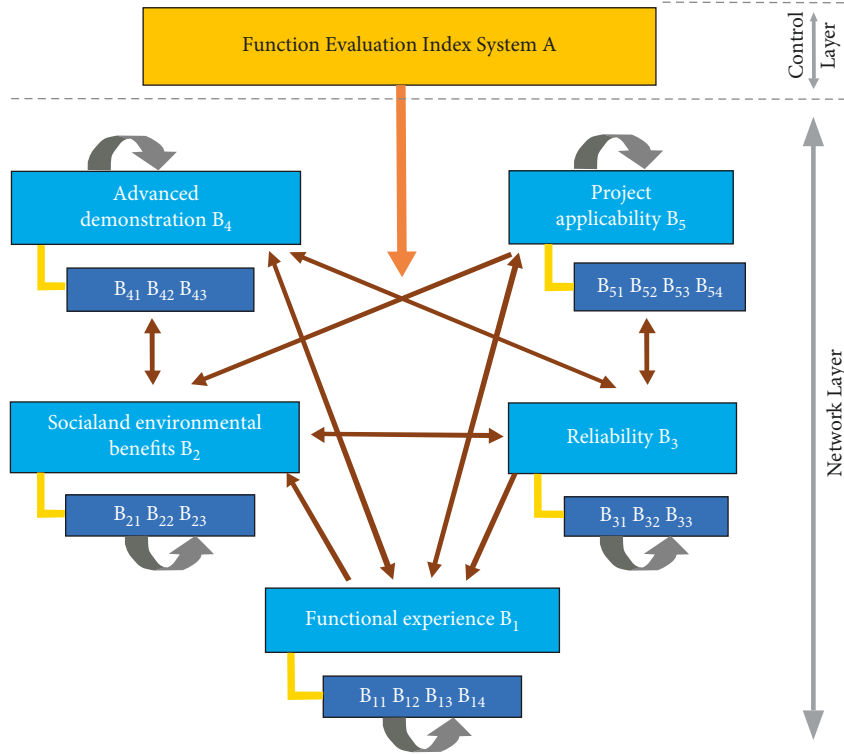 Function Evaluation Index System A
Control
Layer
Advanced
demonstration B₄
Project
applicability B₅
B₄₁ B₄₂ B₄₃
B₅₁ B₅₂ B₅₃ B₅₄
Socialand environmental
benefits B₂
Reliability B₃
B₂₁ B₂₂ B₂₃
B₃₁ B₃₂ B₃₃
Functional experience B₁
B₁₁ B₁₂ B₁₃ B₁₄
Network Layer